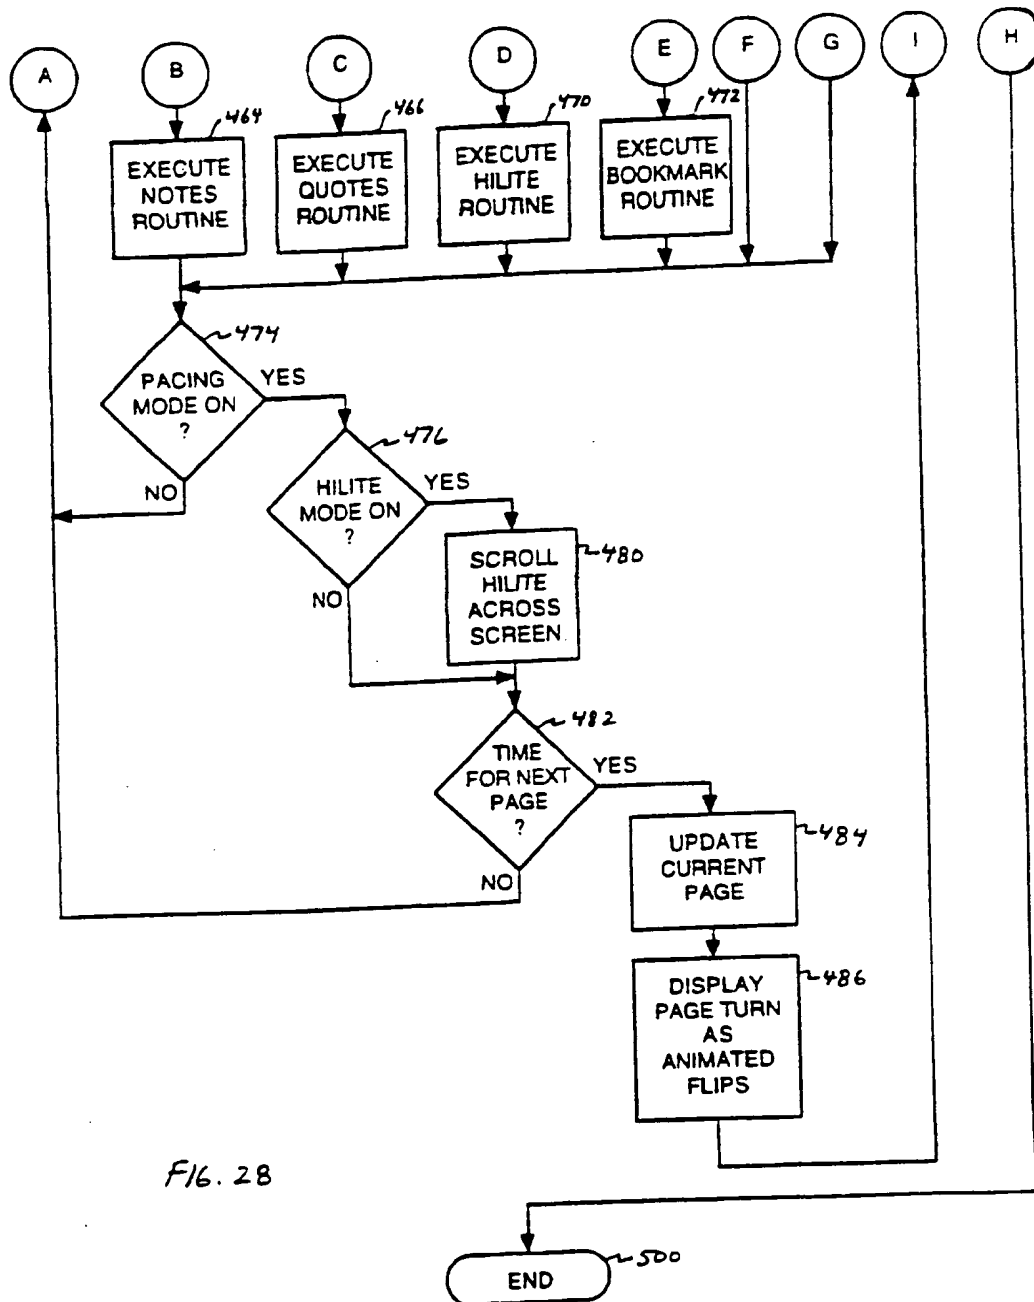 A
B
C
D
E
F
G
I
H
464
466
470
472
EXECUTE
NOTES
ROUTINE
EXECUTE
QUOTES
ROUTINE
EXECUTE
HILITE
ROUTINE
EXECUTE
BOOKMARK
ROUTINE
474
PACING
MODE ON
?
YES
NO
476
HILITE
MODE ON
?
YES
NO
480
SCROLL
HILITE
ACROSS
SCREEN
482
TIME
FOR NEXT
PAGE
?
YES
NO
484
UPDATE
CURRENT
PAGE
486
DISPLAY
PAGE TURN
AS
ANIMATED
FLIPS
FIG. 28
500
END